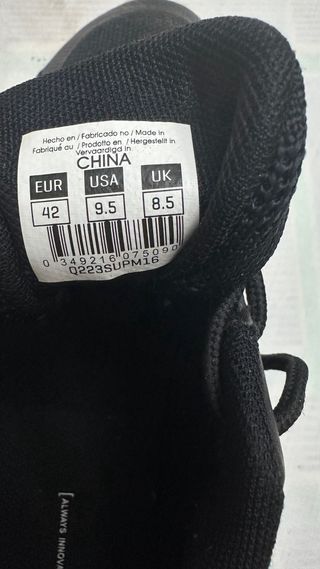 Hecho en / Fabricado no / Made in
Fabriqué au / Prodotto en / Hergestellt in
Vervaardigd in
CHINA
EUR USA UK
42 9.5 8.5
0 349216 075090
Q223SUPM16
[ALWAYS INNOVA